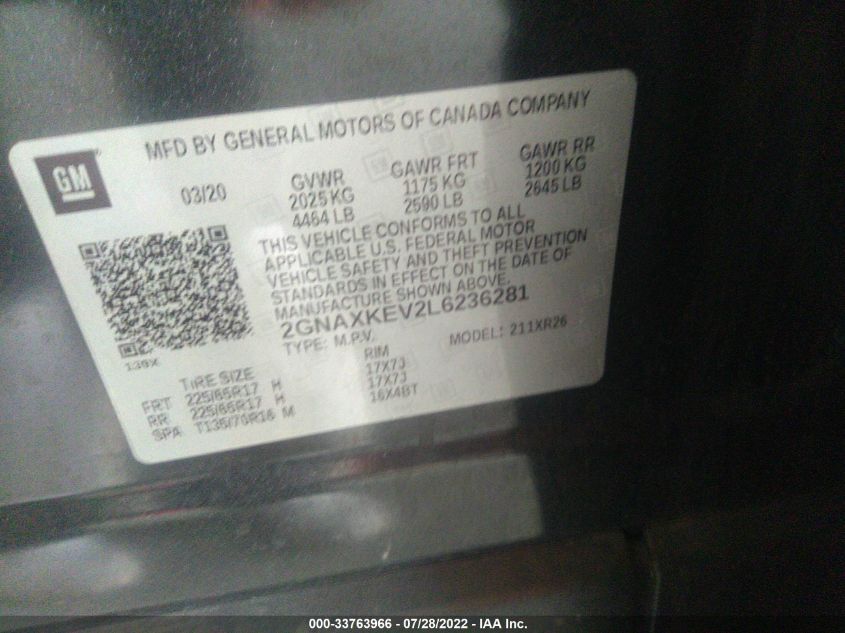 MFD BY GENERAL MOTORS OF CANADA COMPANY
GM
03/20
GVWR
2025 KG
4464 LB
GAWR FRT
1175 KG
2590 LB
GAWR RR
1200 KG
2645 LB
THIS VEHICLE CONFORMS TO ALL
APPLICABLE U.S. FEDERAL MOTOR
VEHICLE SAFETY AND THEFT PREVENTION
STANDARDS IN EFFECT ON THE DATE OF
MANUFACTURE SHOWN ABOVE.
2GNAXKEV2L6236281
TYPE: M.P.V.
MODEL: 211XR26
139X
TIRE SIZE RIM
FRT 225/65R17 H 17X7J
RR 225/65R17 H 17X7J
SPA T135/70R16 M 16X4BT
000-33763966 - 07/28/2022 - IAA Inc.